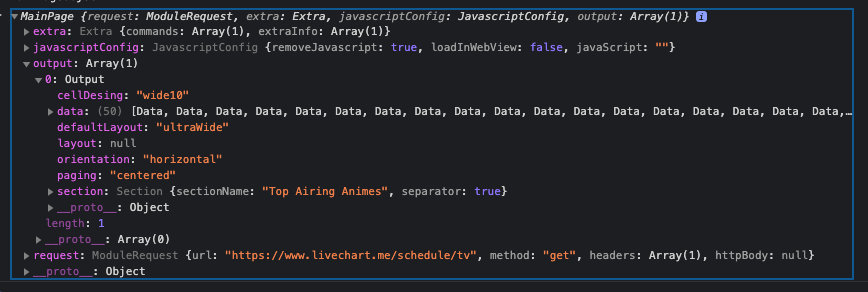 MainPage {request: ModuleRequest, extra: Extra, javascriptConfig: JavascriptConfig, output: Array(1)} i
extra: Extra {commands: Array(1), extraInfo: Array(1)}
javascriptConfig: JavascriptConfig {removeJavascript: true, loadInWebView: false, javaScript: ""}
output: Array(1)
0: Output
cellDesing: "wide10"
data: (50) [Data, Data, Data, Data, Data, Data, Data, Data, Data, Data, Data, Data, Data, Data, Data, Data, Data, Data,…
defaultLayout: "ultraWide"
layout: null
orientation: "horizontal"
paging: "centered"
section: Section {sectionName: "Top Airing Animes", separator: true}
__proto__: Object
length: 1
__proto__: Array(0)
request: ModuleRequest {url: "https://www.livechart.me/schedule/tv", method: "get", headers: Array(1), httpBody: null}
__proto__: Object